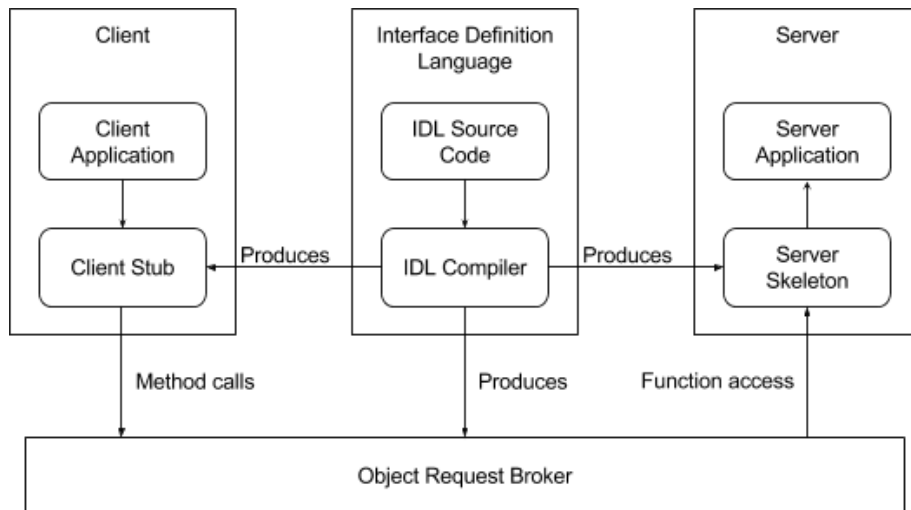 Client
Interface Definition
Language
Server
Client
Application
IDL Source
Code
Server
Application
Client Stub
Produces
IDL Compiler
Produces
Server
Skeleton
Method calls
Produces
Function access
Object Request Broker